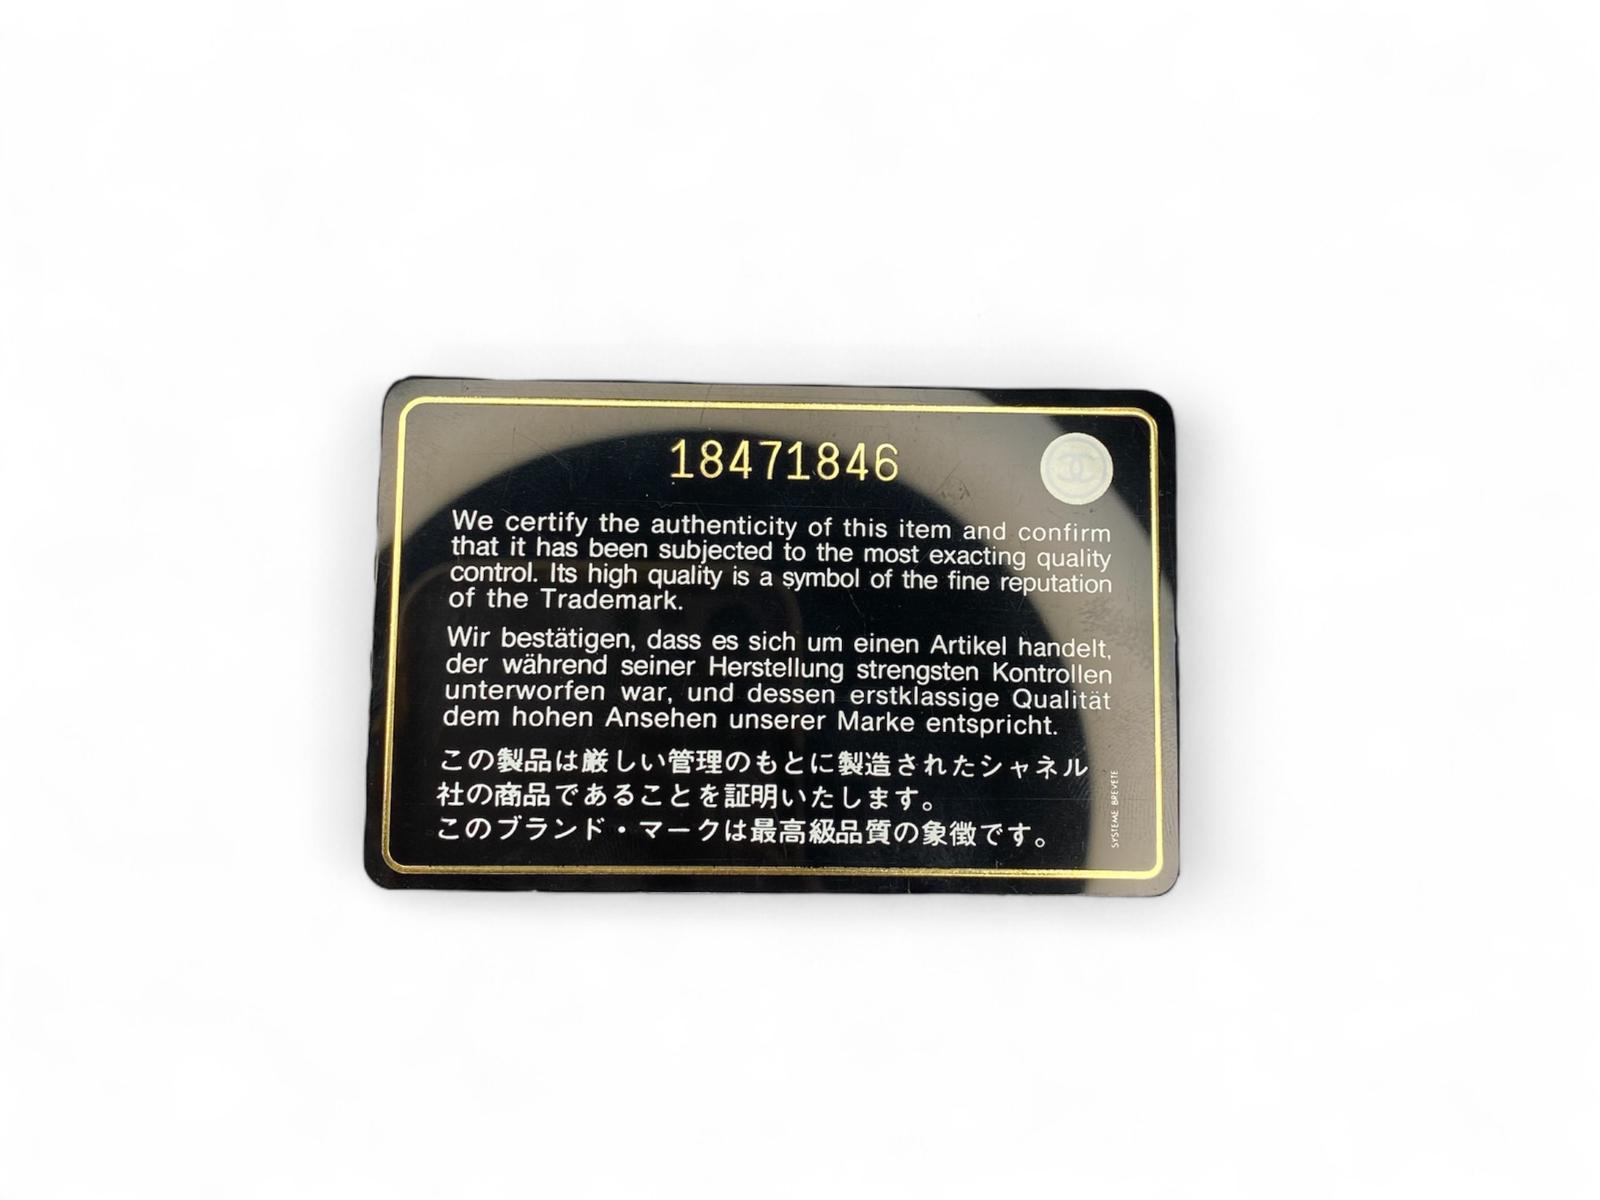 18471846
We certify the authenticity of this item and confirm
that it has been subjected to the most exacting quality
control. Its high quality is a symbol of the fine reputation
of the Trademark.
Wir bestätigen, dass es sich um einen Artikel handelt,
der während seiner Herstellung strengsten Kontrollen
unterworfen war, und dessen erstklassige Qualität
dem hohen Ansehen unserer Marke entspricht.
この製品は厳しい管理のもとに製造されたシャネル
社の商品であることを証明いたします。
このブランド・マークは最高級品質の象徴です。
SYSTEME BREVETE